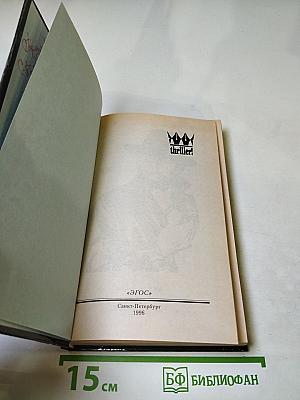 thriller!
«ЭГОС»
Санкт-Петербург
1996
15 см
БФ БИБЛИОФАН